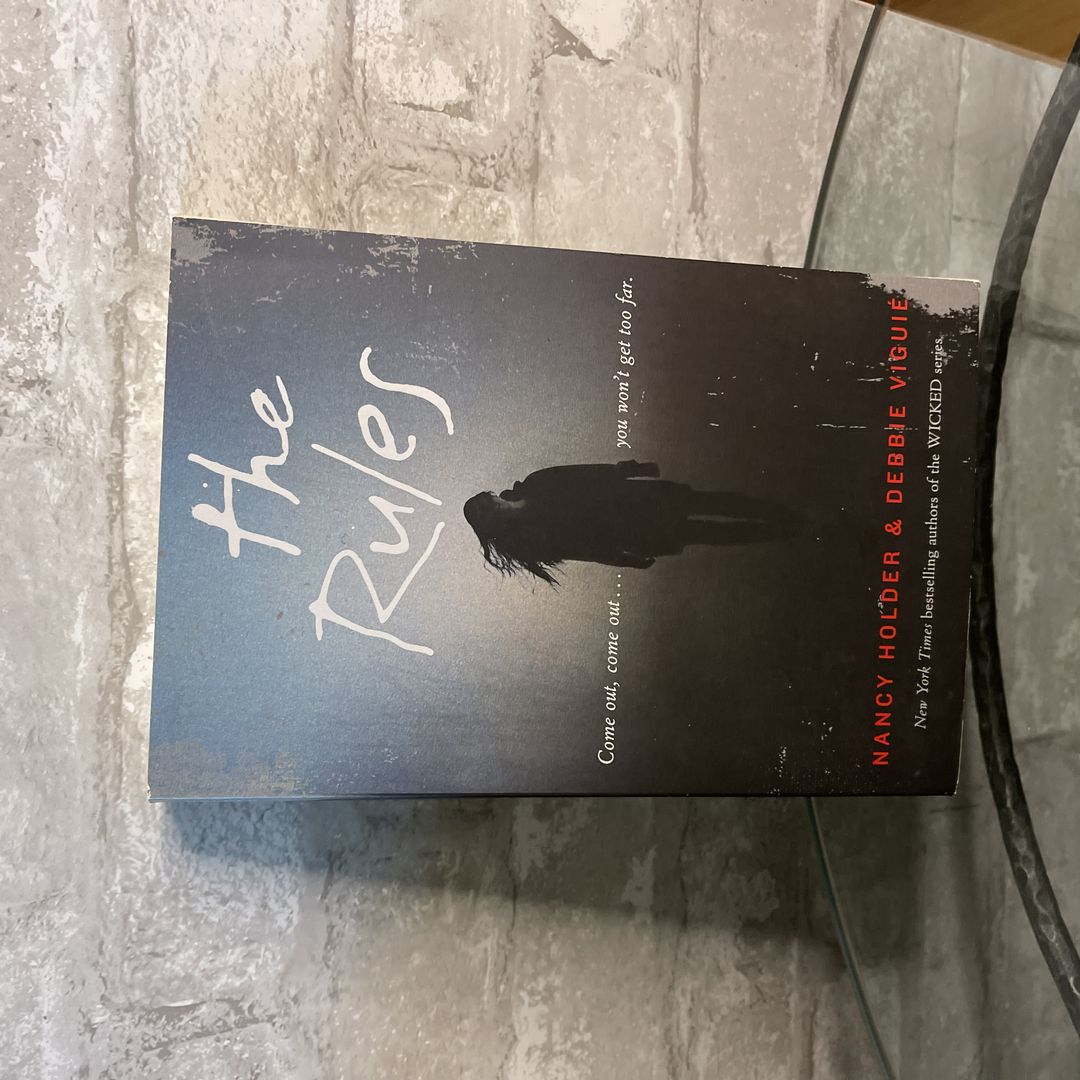 the
Rules
Come out, come out . . . you won't get too far.
NANCY HOLDER & DEBBIE VIGUIÉ
New York Times bestselling authors of the WICKED series